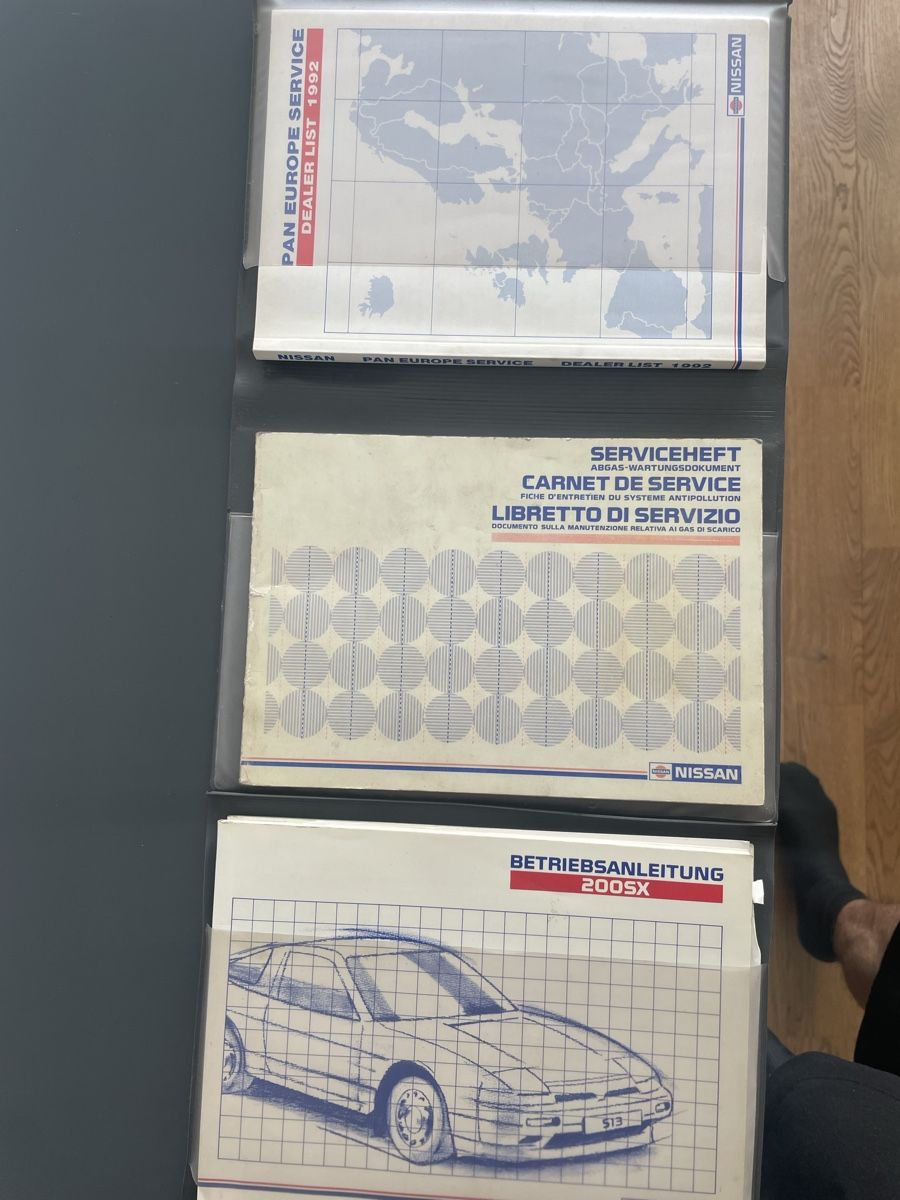 PAN EUROPE SERVICE
DEALER LIST 1992
NISSAN
NISSAN PAN EUROPE SERVICE DEALER LIST 1992
SERVICEHEFT
ABGAS-WARTUNGSDOKUMENT
CARNET DE SERVICE
FICHE D'ENTRETIEN DU SYSTEME ANTIPOLLUTION
LIBRETTO DI SERVIZIO
DOCUMENTO SULLA MANUTENZIONE RELATIVA AI GAS DI SCARICO
NISSAN NISSAN
BETRIEBSANLEITUNG
200SX
S13